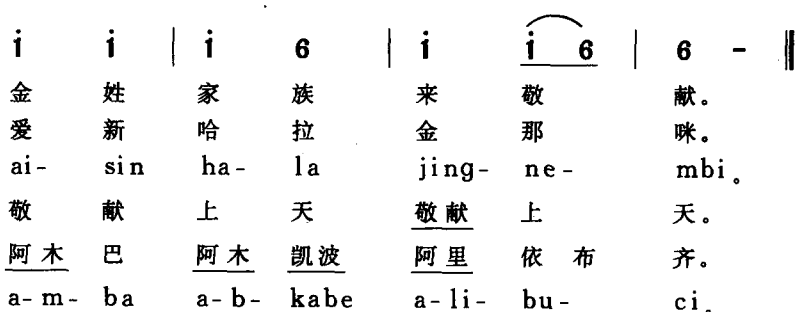 i̇ i̇ | i̇ 6 | i̇ i̇ 6 | 6 - ‖
金 姓 家 族 来 敬 献。
爱 新 哈 拉 金 那 咪。
ai- sin ha- la jing- ne- mbi。
敬 献 上 天 敬献 上 天。
阿木 巴 阿木 凯波 阿里 依 布 齐。
a-m- ba a-b- kabe a-li- bu- ci。